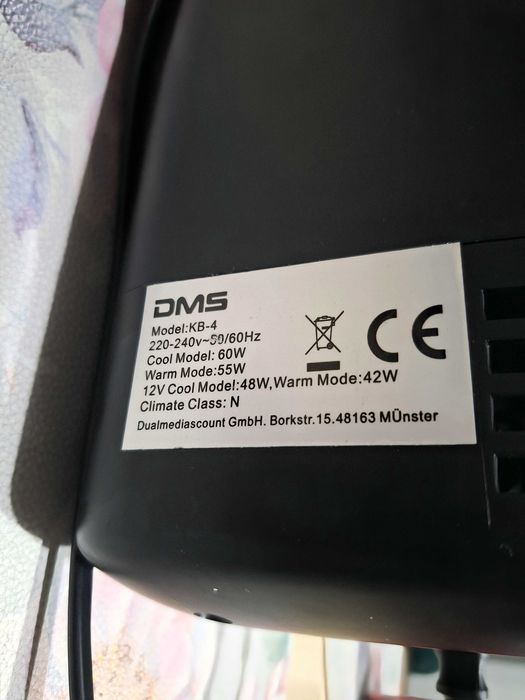 DMS
Model:KB-4
220-240v~50/60Hz
Cool Model: 60W
Warm Mode:55W
12V Cool Model:48W,Warm Mode:42W
Climate Class: N
Dualmediascount GmbH. Borkstr.15.48163 MÜnster
CE